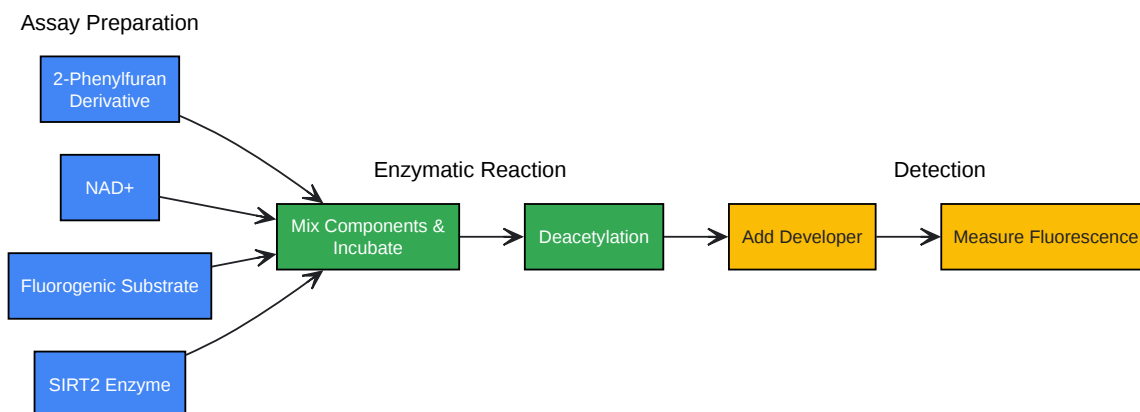 Assay Preparation
2-Phenylfuran
Derivative
NAD+
Fluorogenic Substrate
SIRT2 Enzyme
Enzymatic Reaction
Mix Components &
Incubate
Deacetylation
Detection
Add Developer
Measure Fluorescence